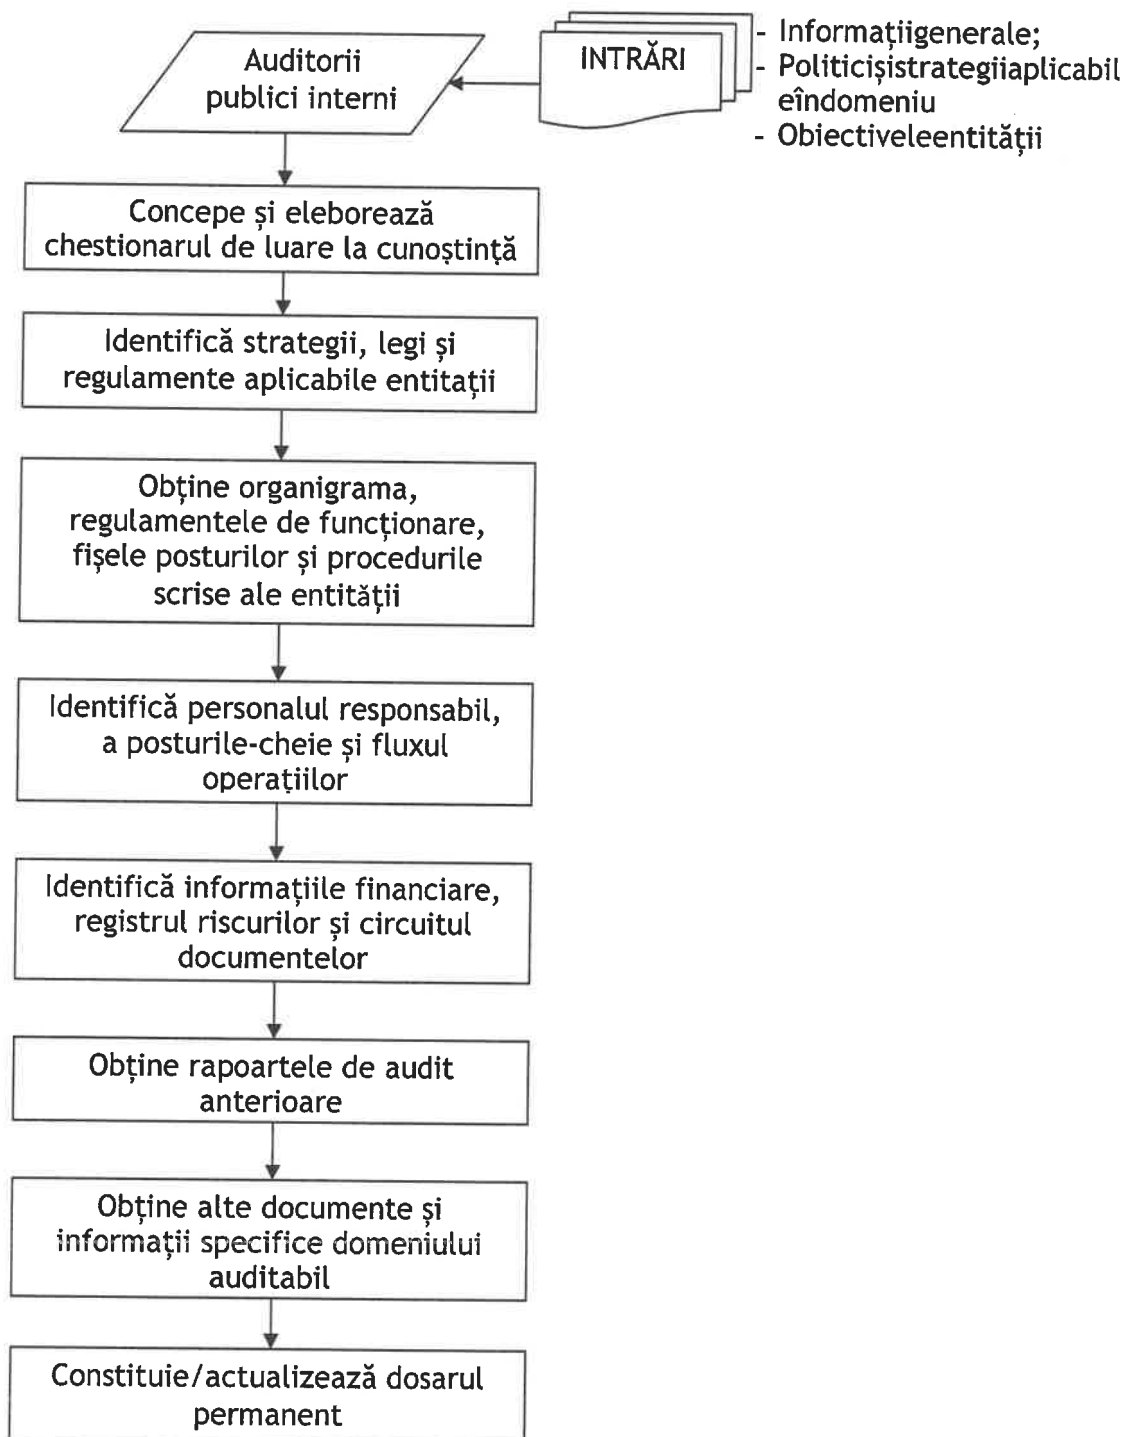 Auditorii
publici interni
INTRĂRI
- Informațiigenerale;
- Politicișistrategiiaplicabil
eîndomeniu
- Obiectiveleentității
Concepe și eleborează
chestionarul de luare la cunoștință
Identifică strategii, legi și
regulamente aplicabile entitații
Obține organigrama,
regulamentele de funcționare,
fișele posturilor și procedurile
scrise ale entității
Identifică personalul responsabil,
a posturile-cheie și fluxul
operațiilor
Identifică informațiile financiare,
registrul riscurilor și circuitul
documentelor
Obține rapoartele de audit
anterioare
Obține alte documente și
informații specifice domeniului
auditabil
Constituie/actualizează dosarul
permanent